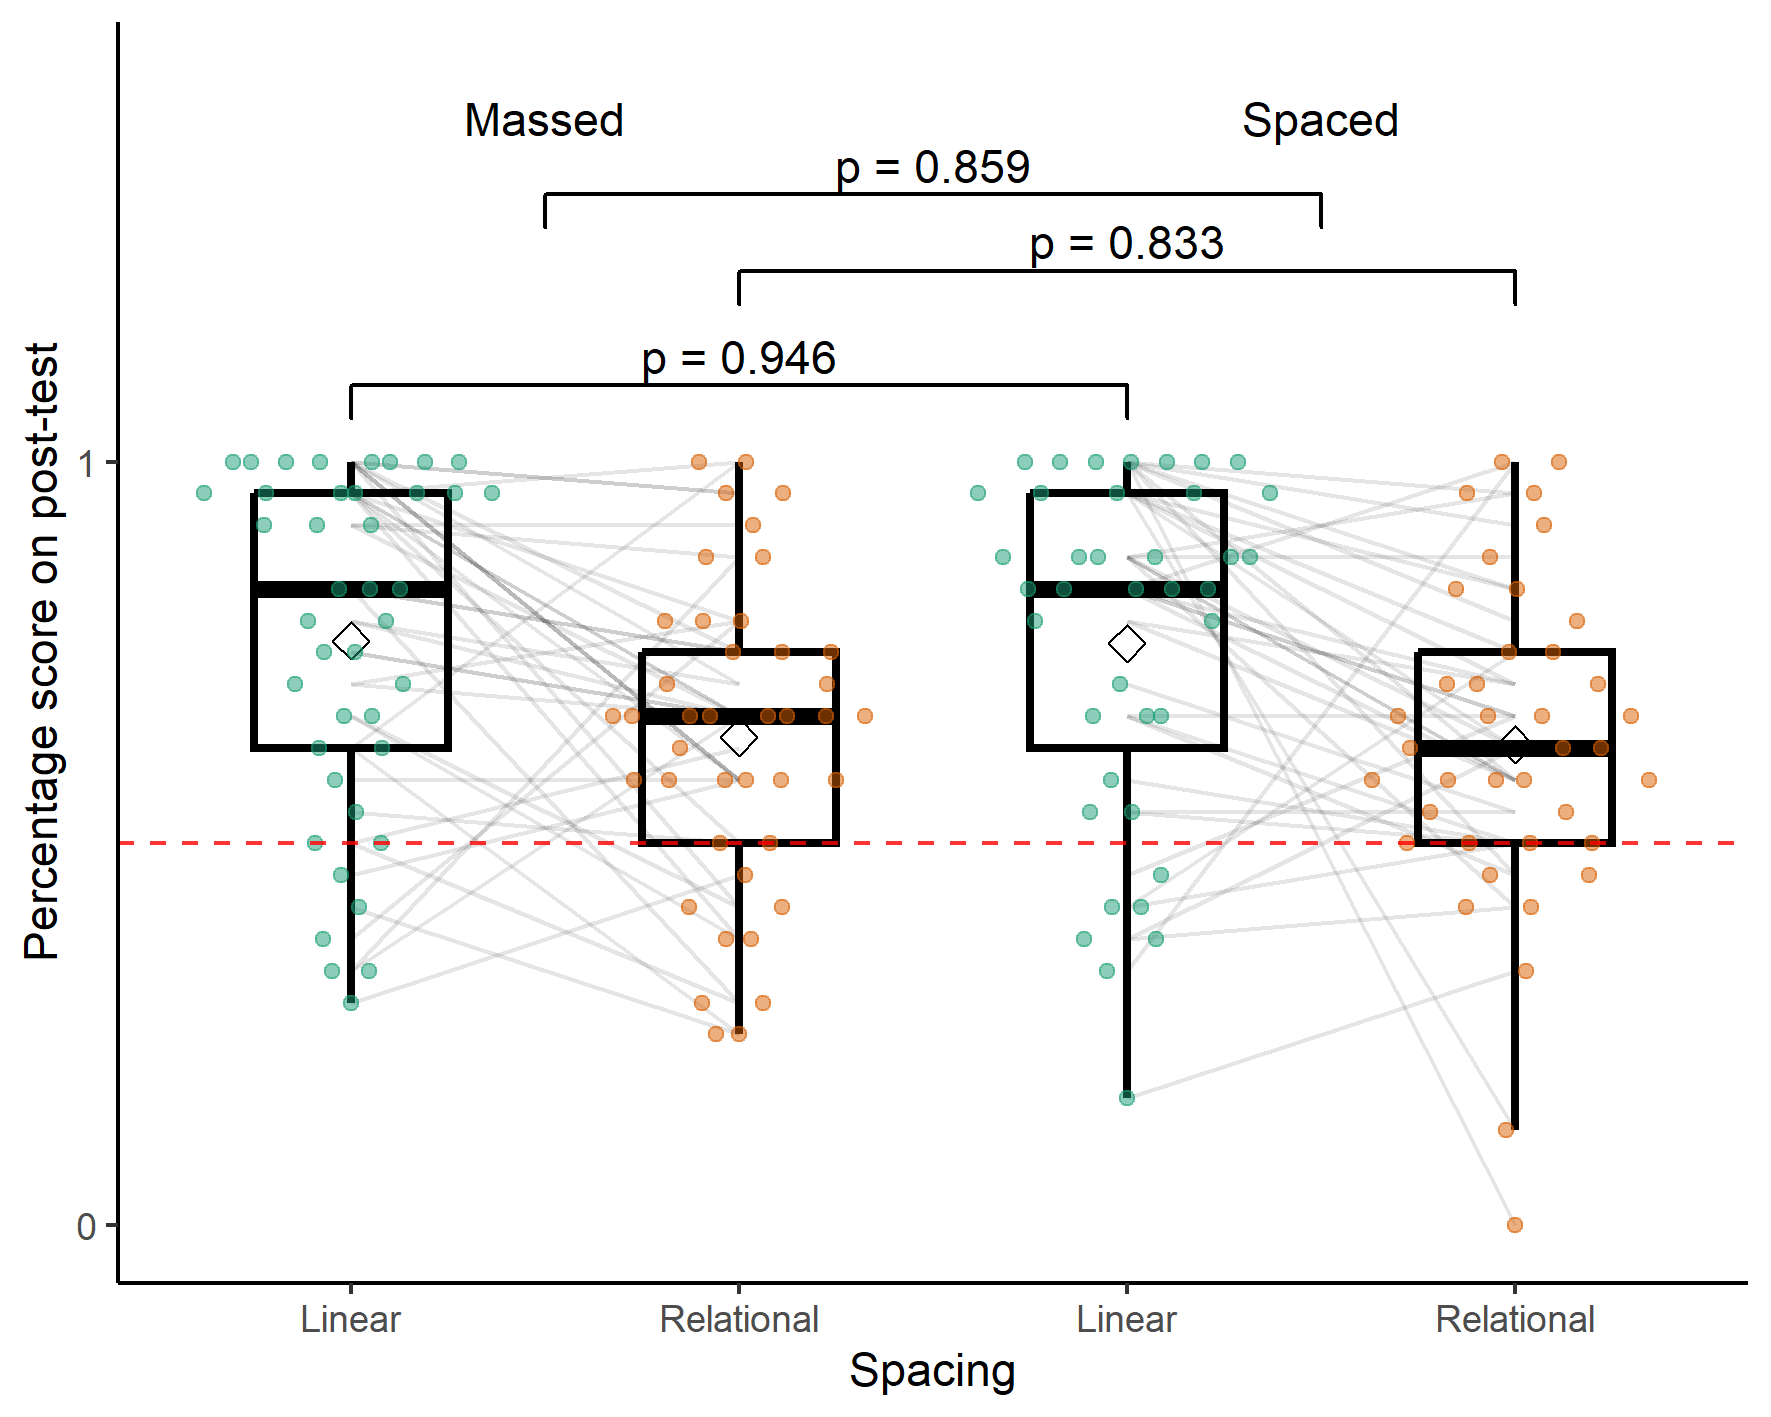 Massed
Spaced
p = 0.859
p = 0.833
p = 0.946
Percentage score on post-test
1
0
Linear
Relational
Linear
Relational
Spacing